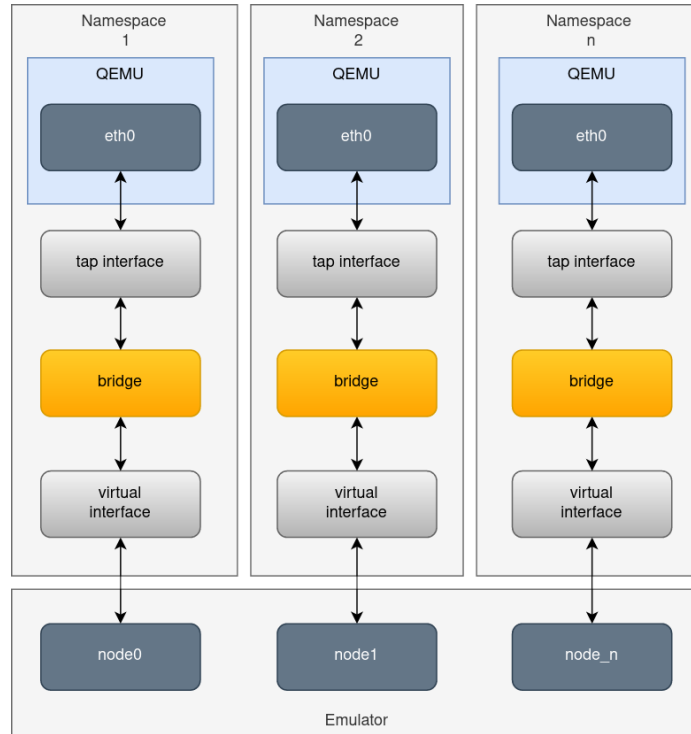 Namespace
1
QEMU
eth0
tap interface
bridge
virtual
interface
Namespace
2
QEMU
eth0
tap interface
bridge
virtual
interface
Namespace
n
QEMU
eth0
tap interface
bridge
virtual
interface
node0
node1
node_n
Emulator